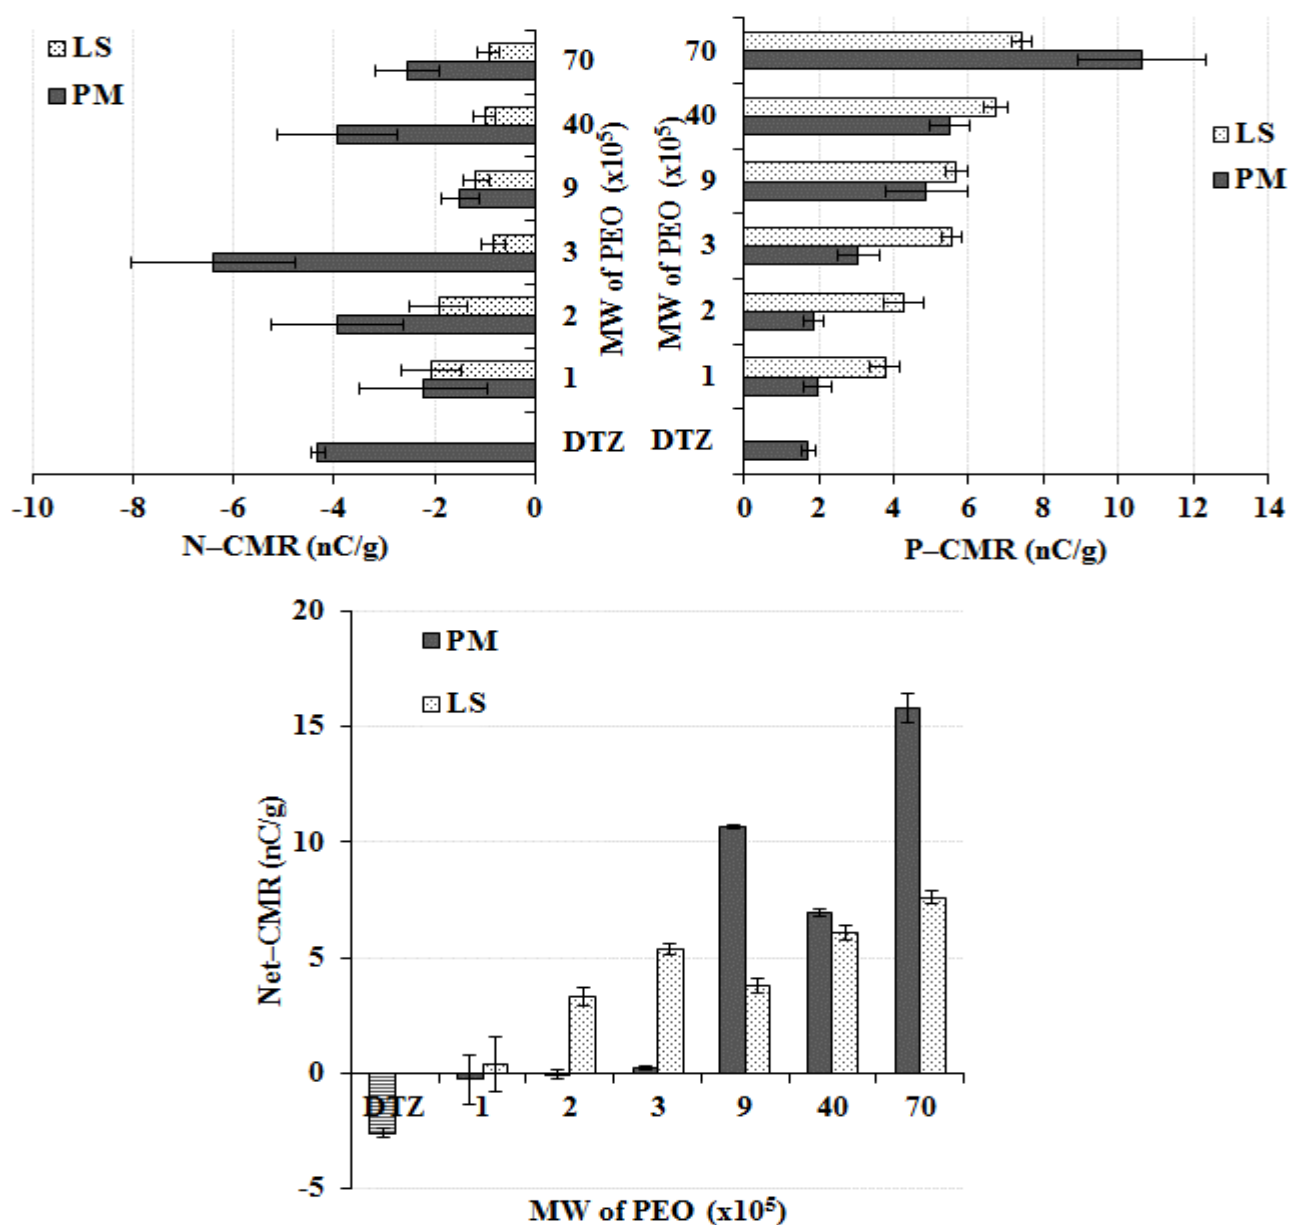 LS
PM
70
40
9
3
2
1
DTZ
MW of PEO (x10⁵)
-10 -8 -6 -4 -2 0
N–CMR (nC/g)
70
40
9
3
2
1
DTZ
MW of PEO (x10⁵)
LS
PM
0 2 4 6 8 10 12 14
P–CMR (nC/g)
20
15
10
5
0
-5
Net–CMR (nC/g)
PM
LS
DTZ 1 2 3 9 40 70
MW of PEO (x10⁵)